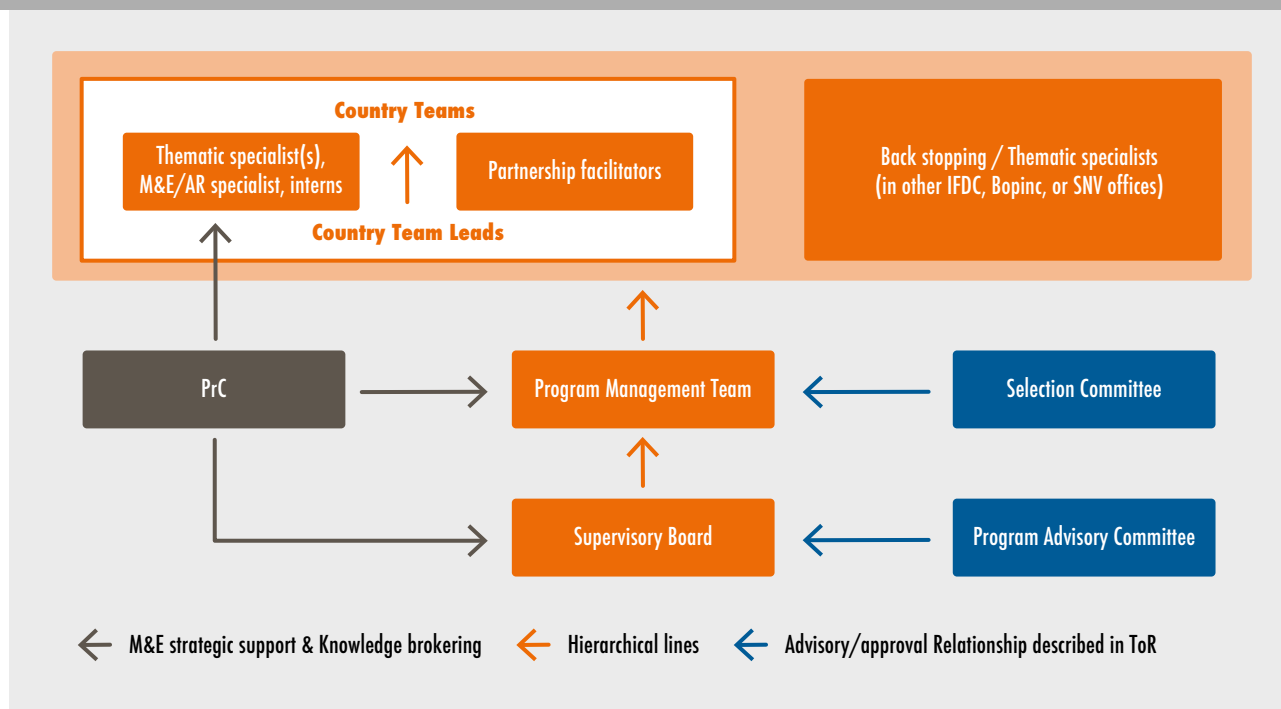 Country Teams
Thematic specialist(s),
M&E/AR specialist, interns
Partnership facilitators
Country Team Leads
Back stopping / Thematic specialists
(in other IFDC, Bopinc, or SNV offices)
PrC
Program Management Team
Selection Committee
Supervisory Board
Program Advisory Committee
M&E strategic support & Knowledge brokering
Hierarchical lines
Advisory/approval Relationship described in ToR